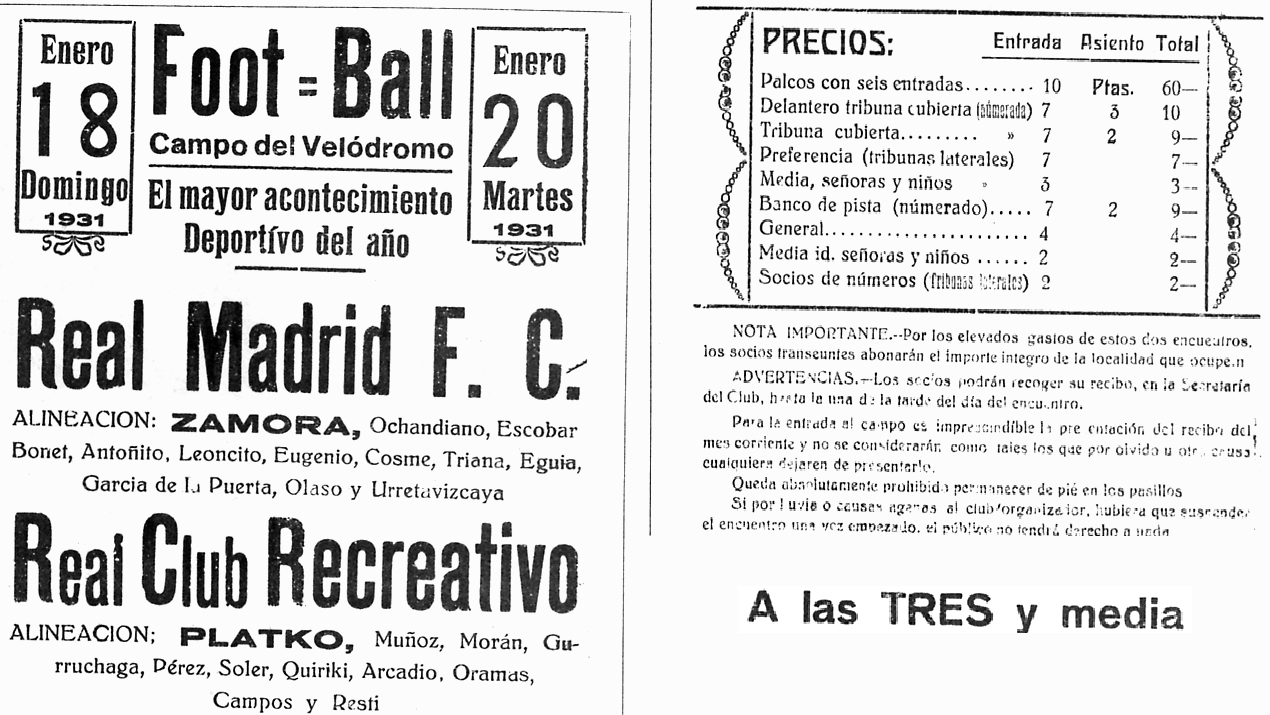 Enero
18
Domingo
1931
Foot=Ball
Campo del Velódromo
El mayor acontecimiento
Deportívo del año
Enero
20
Martes
1931
Real Madrid F. C.
ALINEACION: ZAMORA, Ochandiano, Escobar
Bonet, Antoñito, Leoncito, Eugenio, Cosme, Triana, Eguia,
Garcia de la Puerta, Olaso y Urretavizcaya
Real Club Recreativo
ALINEACION; PLATKO, Muñoz, Morán, Gu-
rruchaga, Pérez, Soler, Quiriki, Arcadio, Oramas,
Campos y Resti
PRECIOS: Entrada Asiento Total
Palcos con seis entradas........ 10 Ptas. 60—
Delantero tribuna cubierta (númerada) 7 3 10
Tribuna cubierta......... » 7 2 9—
Preferencia (tribunas laterales) 7 7—
Media, señoras y niños » 3 3--
Banco de pista (númerado)..... 7 2 9—
General....................... 4 4—
Media id. señoras y niños ...... 2 2—
Socios de números (tribunas laterales) 2 2—
NOTA IMPORTANTE.--Por los elevados gastos de estos dos encuentros,
los socios transeuntes abonarán el importe integro de la localidad que ocupen
ADVERTENCIAS.—Los socios podrán recoger su recibo, en la Secretaría
del Club, hasta la una de la tarde del día del encuentro.
Para la entrada al campo es imprescindible la presentación del recibo del
mes corriente y no se considerarán como tales los que por olvido u otra causa
cualquiera dejaren de presentarlo.
Queda absolutamente prohibida permanecer de pié en los pasillos
Si por lluvia o causas agenas al club organizador, hubiera que suspender
el encuentro una vez empezado, el público no tendrá derecho a nada
A las TRES y media